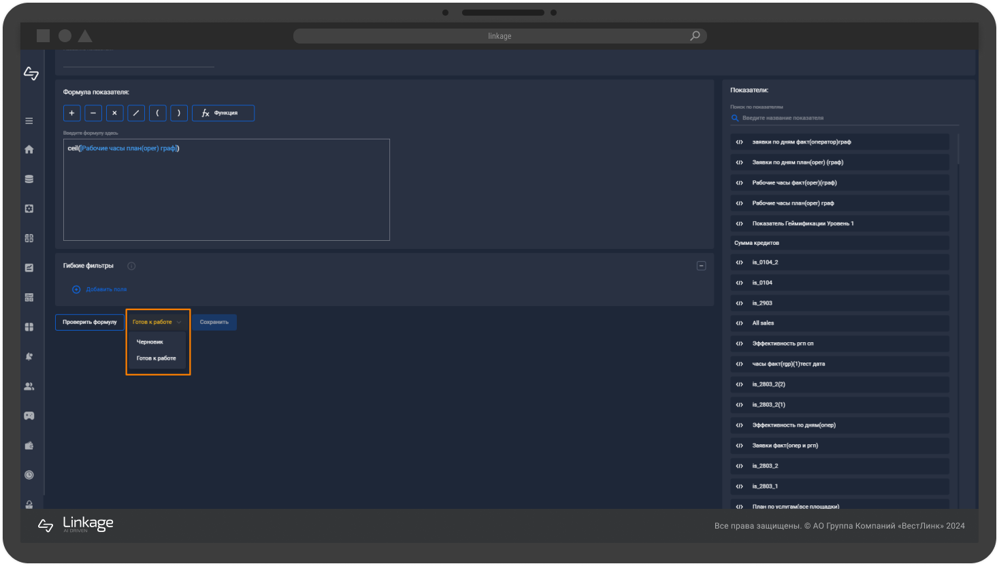 linkage
Формула показателя:
+ − × / ( ) fx Функция
Введите формулу здесь
ceil([Рабочие часы план(oper) граф])
Гибкие фильтры
Добавить поля
Проверить формулу
Готов к работе
Сохранить
Черновик
Готов к работе
Показатели:
Поиск по показателям
Введите название показателя
заявки по дням факт(оператор)граф
Заявки по дням план(oper) (граф)
Рабочие часы факт(oper)(граф)
Рабочие часы план(oper) граф
Показатель Геймификации Уровень 1
Сумма кредитов
is_0104_2
is_0104
is_2903
All sales
Эффективность ргп сп
часы факт(rgp)(1)тест дата
is_2803_2(2)
is_2803_2(1)
Эффективность по дням(опер)
Заявки факт(опер и ргп)
is_2803_2
is_2803_1
План по услугам(все площадки)
Linkage
AI DRIVEN
Все права защищены. © АО Группа Компаний «ВестЛинк» 2024